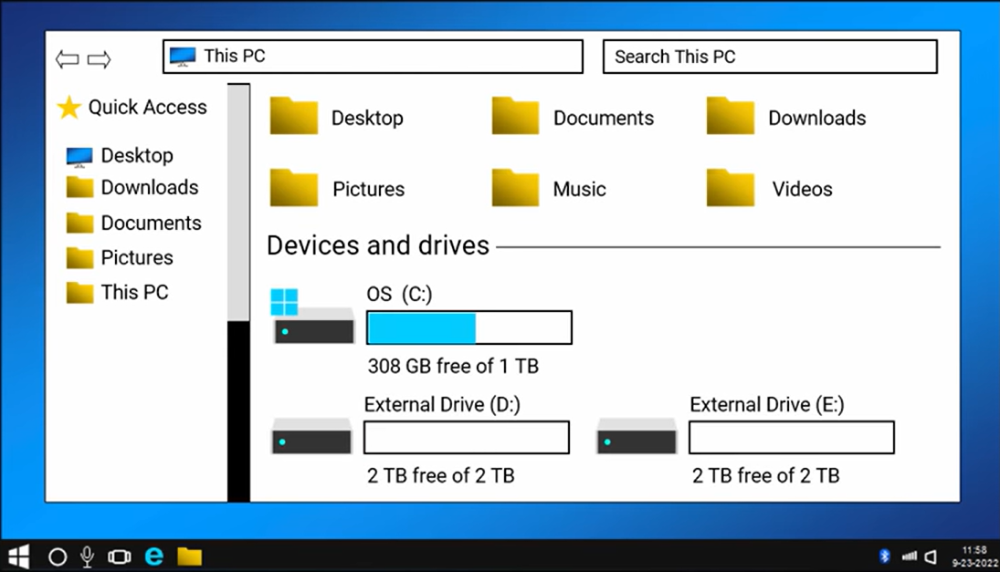 This PC
Search This PC
Quick Access
Desktop
Downloads
Documents
Pictures
This PC
Desktop
Documents
Downloads
Pictures
Music
Videos
Devices and drives
OS (C:)
308 GB free of 1 TB
External Drive (D:)
External Drive (E:)
2 TB free of 2 TB
2 TB free of 2 TB
11:58
9-23-2022